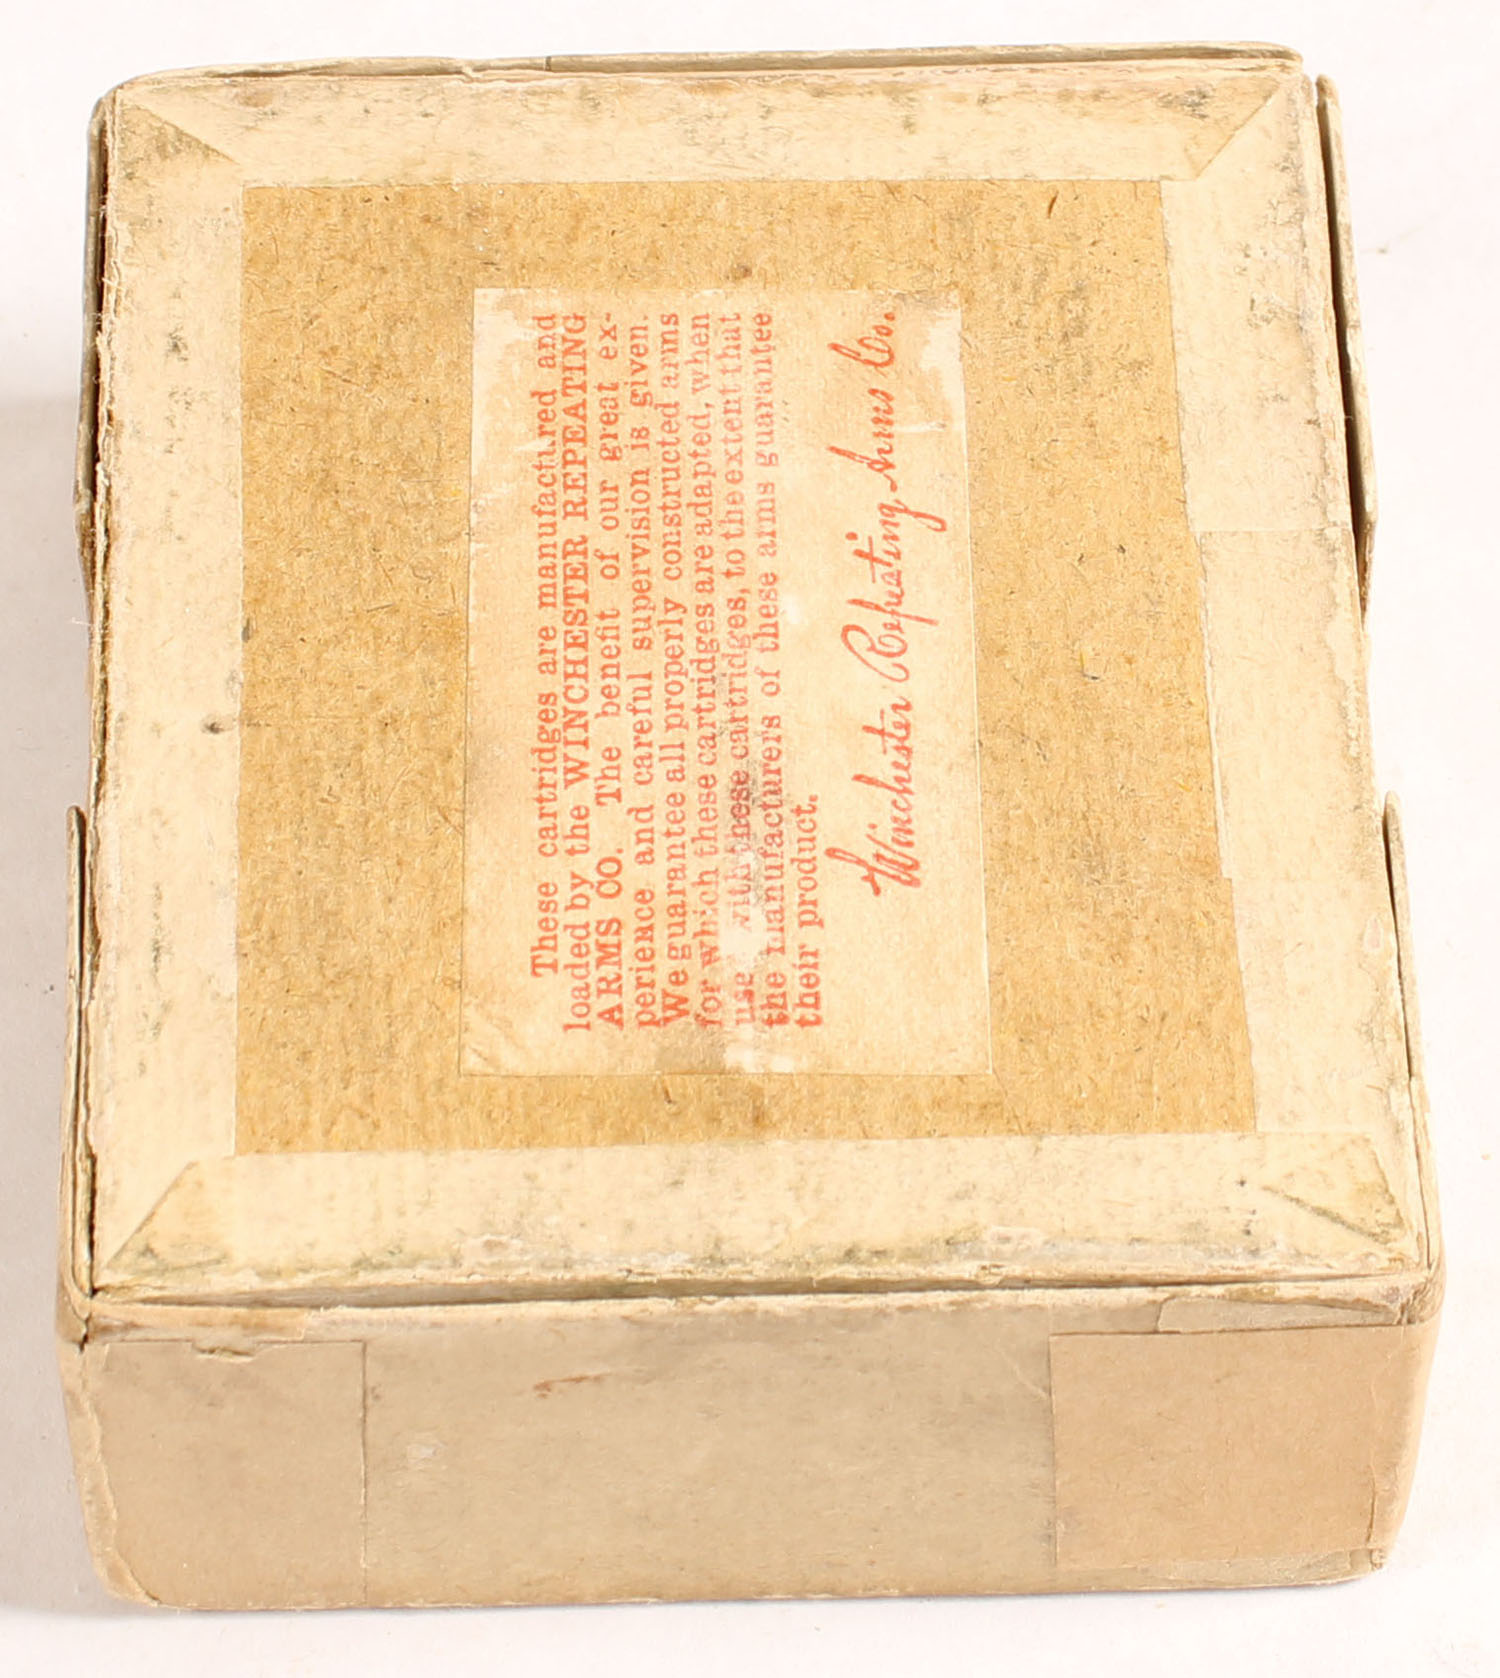 These cartridges are manufactured and
loaded by the WINCHESTER REPEATING
ARMS CO. The benefit of our great ex-
perience and careful supervision is given.
We guarantee all properly constructed arms
for which these cartridges are adapted, when
use with these cartridges, to the extent that
the manufacturers of these arms guarantee
their product.
Winchester Repeating Arms Co.